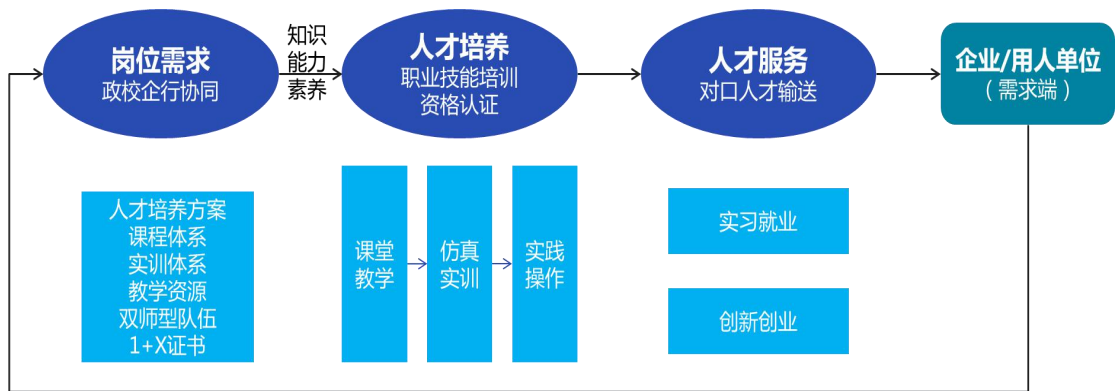 岗位需求
政校企行协同
知识
能力
素养
人才培养
职业技能培训
资格认证
人才服务
对口人才输送
企业/用人单位
（需求端）
人才培养方案
课程体系
实训体系
教学资源
双师型队伍
1+X证书
课堂
教学
仿真
实训
实践
操作
实习就业
创新创业